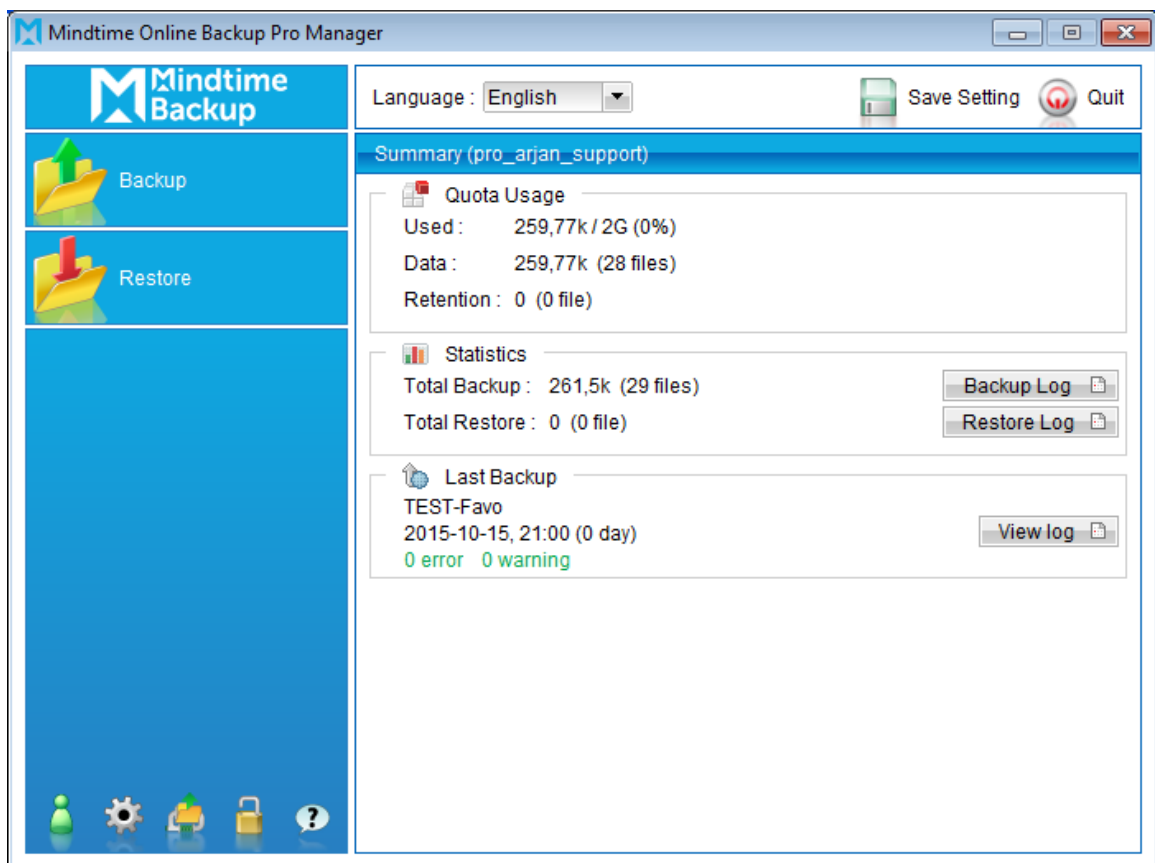 Mindtime Online Backup Pro Manager
Mindtime
Backup
Language : English
Save Setting
Quit
Backup
Restore
Summary (pro_arjan_support)
Quota Usage
Used : 259,77k / 2G (0%)
Data : 259,77k (28 files)
Retention : 0 (0 file)
Statistics
Total Backup : 261,5k (29 files)
Backup Log
Total Restore : 0 (0 file)
Restore Log
Last Backup
TEST-Favo
2015-10-15, 21:00 (0 day)
View log
0 error 0 warning
?